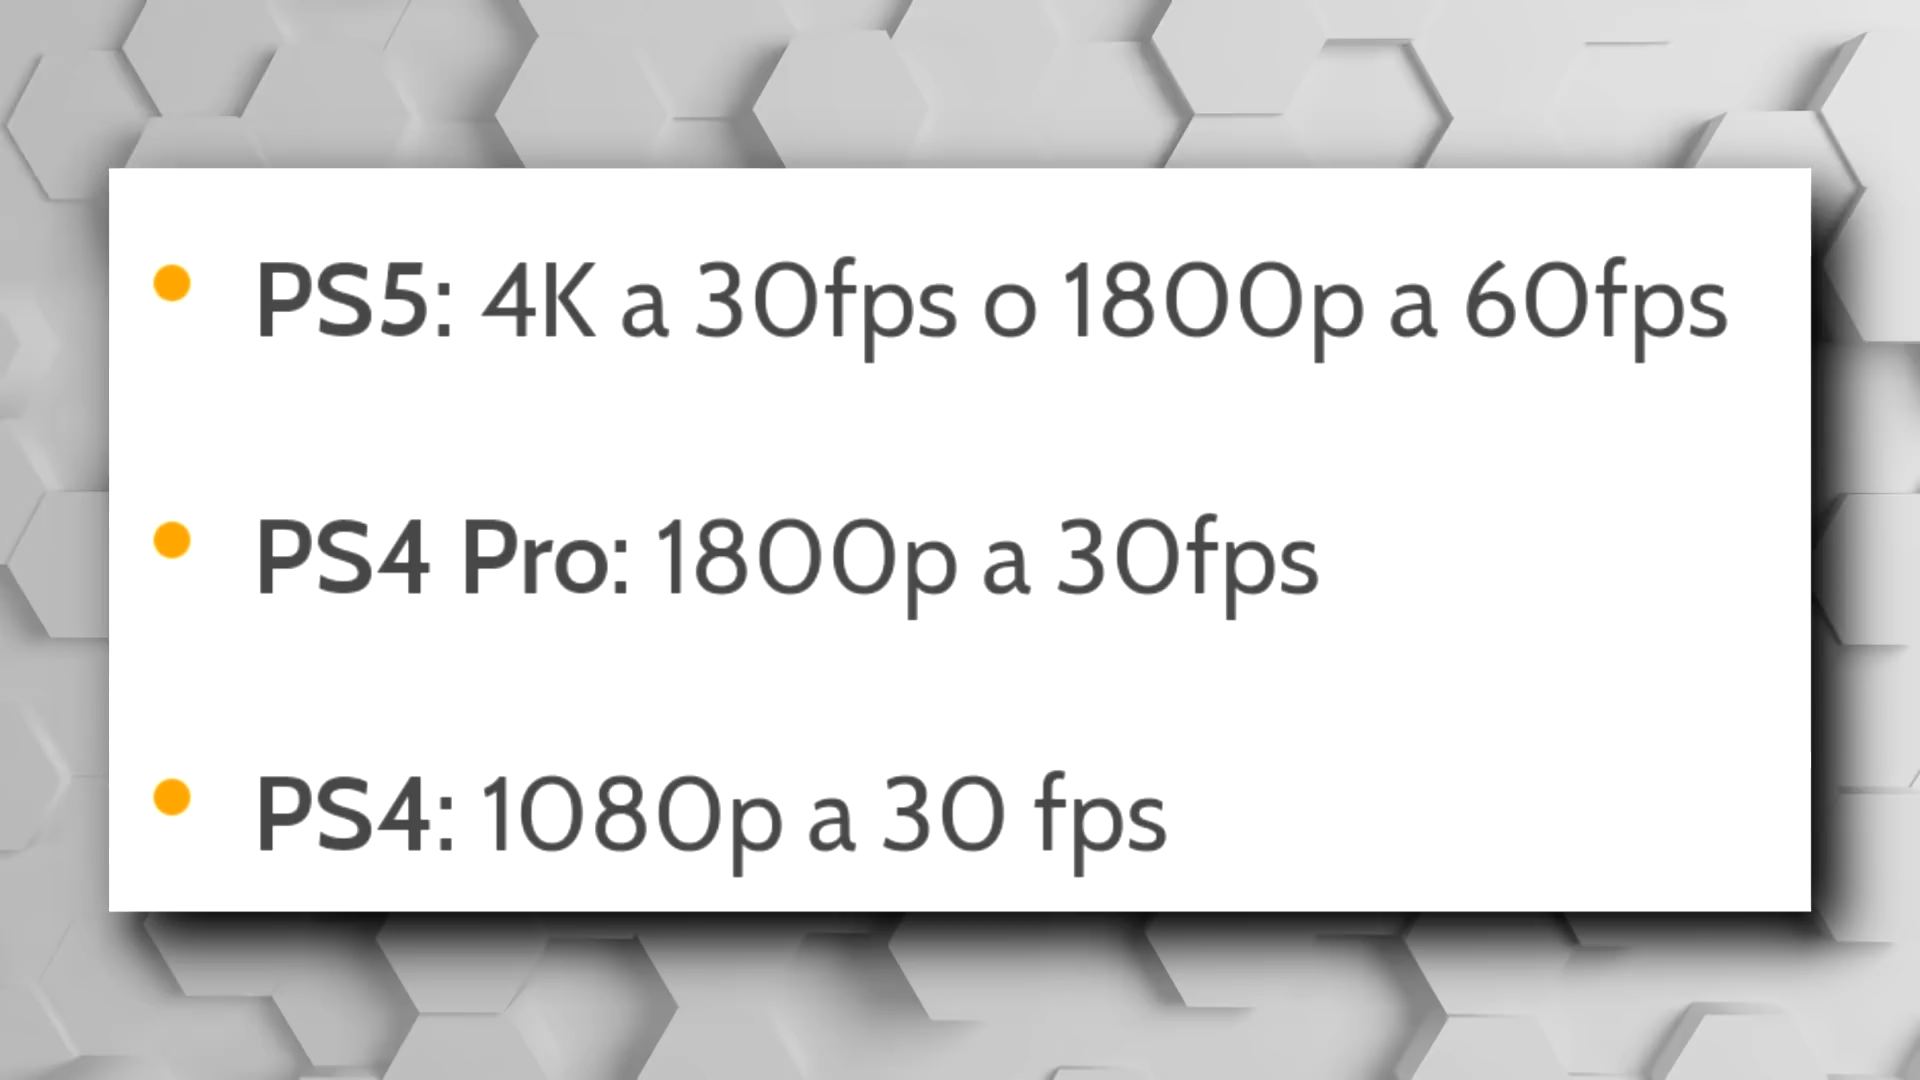 • PS5: 4K a 30fps o 1800p a 60fps
• PS4 Pro: 1800p a 30fps
• PS4: 1080p a 30 fps